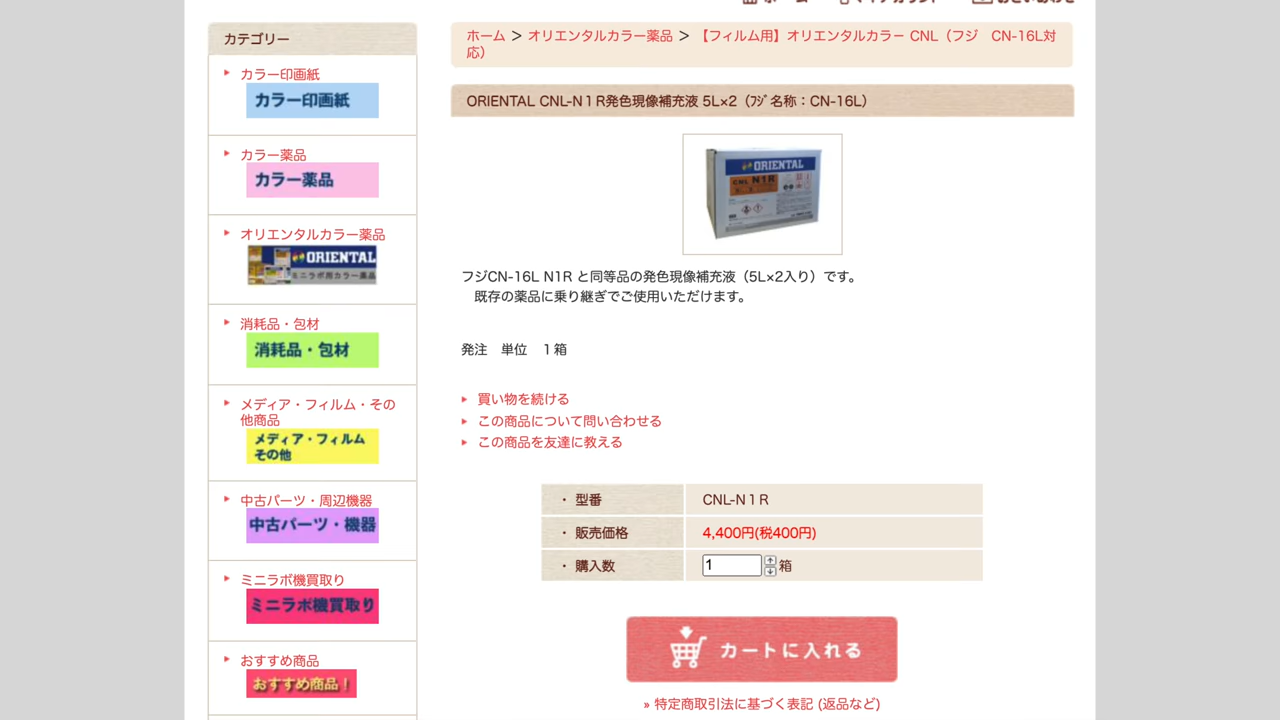 カテゴリー
カラー印画紙
カラー印画紙
カラー薬品
カラー薬品
オリエンタルカラー薬品
ORIENTAL
ミニラボ用カラー薬品
消耗品・包材
消耗品・包材
メディア・フィルム・その
他商品
メディア・フィルム
その他
中古パーツ・周辺機器
中古パーツ・機器
ミニラボ機買取り
ミニラボ機買取り
おすすめ商品
おすすめ商品！
ホーム > オリエンタルカラー薬品 > 【フィルム用】オリエンタルカラー CNL（フジ　CN-16L対
応）
ORIENTAL CNL-N１R発色現像補充液 5L×2（ﾌｼﾞ名称：CN-16L）
ORIENTAL
CNL N1R
フジCN-16L N1R と同等品の発色現像補充液（5L×2入り）です。
既存の薬品に乗り継ぎでご使用いただけます。
発注　単位　１箱
買い物を続ける
この商品について問い合わせる
この商品を友達に教える
・ 型番 CNL-N１R
・ 販売価格 4,400円(税400円)
・ 購入数 1 箱
カートに入れる
» 特定商取引法に基づく表記 (返品など)